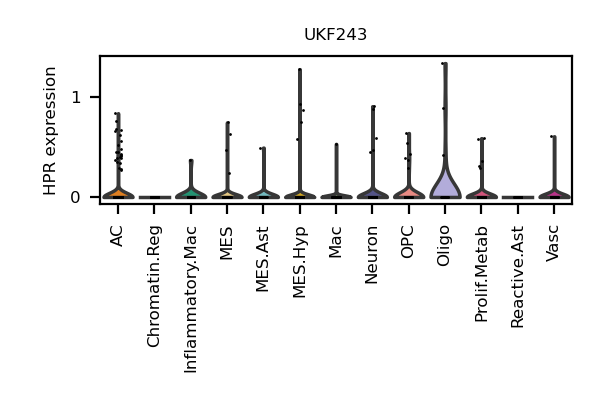 UKF243
HPR expression
1
0
AC
Chromatin.Reg
Inflammatory.Mac
MES
MES.Ast
MES.Hyp
Mac
Neuron
OPC
Oligo
Prolif.Metab
Reactive.Ast
Vasc